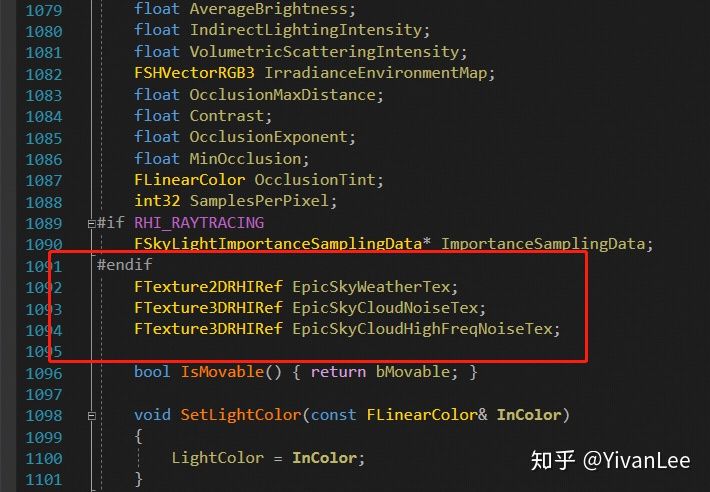 1079 float AverageBrightness;
1080 float IndirectLightingIntensity;
1081 float VolumetricScatteringIntensity;
1082 FSHVectorRGB3 IrradianceEnvironmentMap;
1083 float OcclusionMaxDistance;
1084 float Contrast;
1085 float OcclusionExponent;
1086 float MinOcclusion;
1087 FLinearColor OcclusionTint;
1088 int32 SamplesPerPixel;
1089 #if RHI_RAYTRACING
1090 FSkyLightImportanceSamplingData* ImportanceSamplingData;
1091 #endif
1092 FTexture2DRHIRef EpicSkyWeatherTex;
1093 FTexture3DRHIRef EpicSkyCloudNoiseTex;
1094 FTexture3DRHIRef EpicSkyCloudHighFreqNoiseTex;
1095
1096 bool IsMovable() { return bMovable; }
1097
1098 void SetLightColor(const FLinearColor& InColor)
1099 {
1100 LightColor = InColor;
1101 }
知乎 @YivanLee